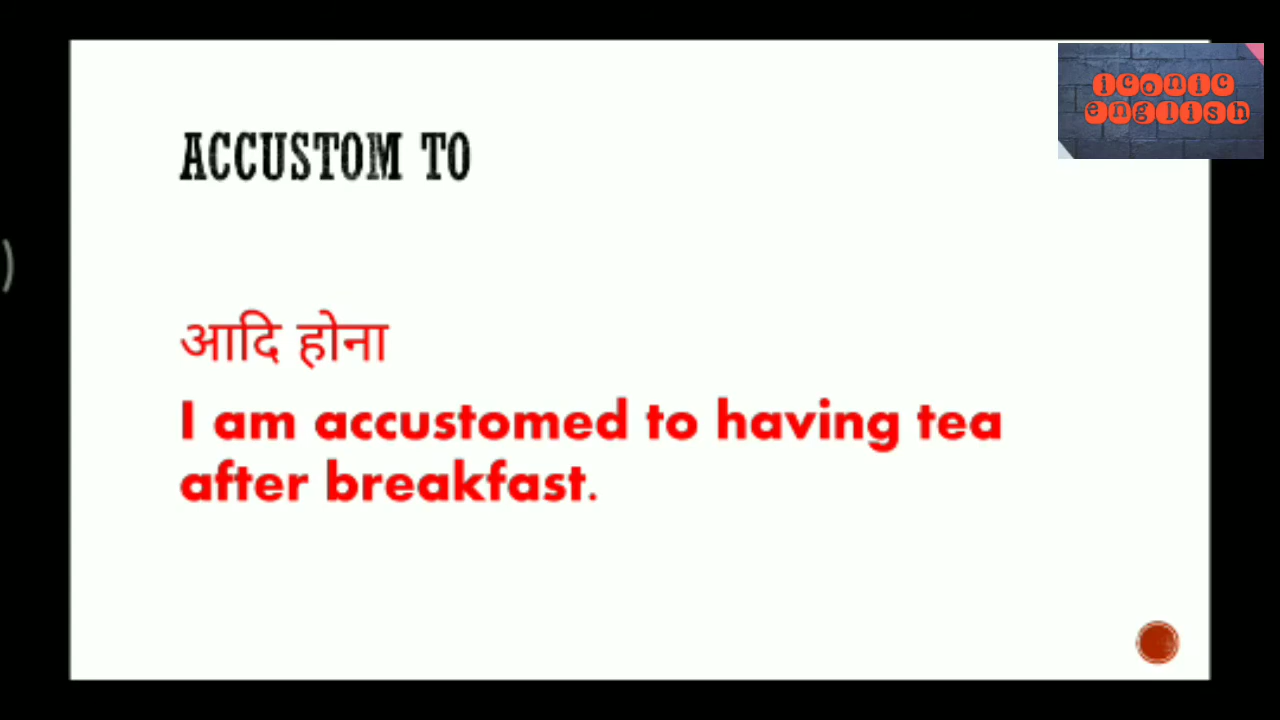 iconic
english
ACCUSTOM TO
आदि होना
I am accustomed to having tea
after breakfast.